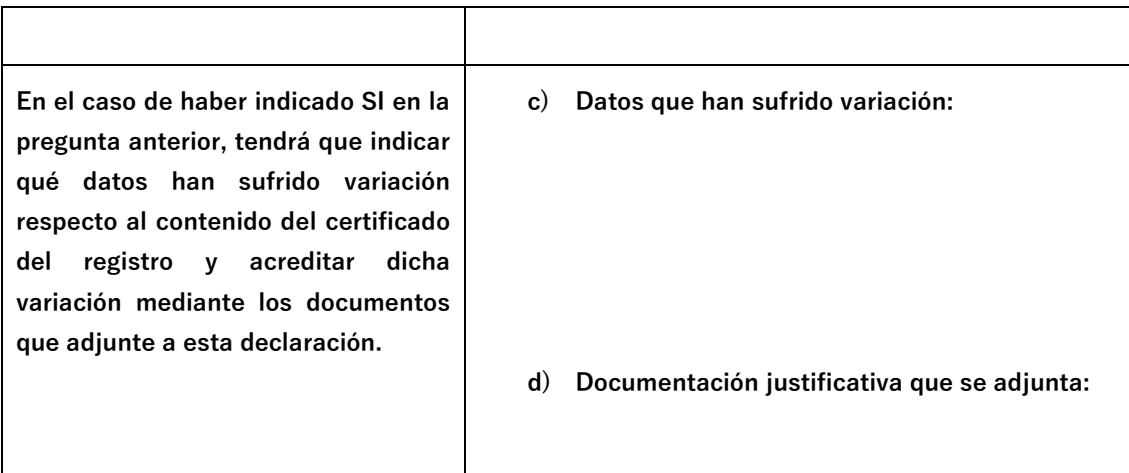 En el caso de haber indicado SI en la
pregunta anterior, tendrá que indicar
qué datos han sufrido variación
respecto al contenido del certificado
del registro y acreditar dicha
variación mediante los documentos
que adjunte a esta declaración.
c) Datos que han sufrido variación:
d) Documentación justificativa que se adjunta: